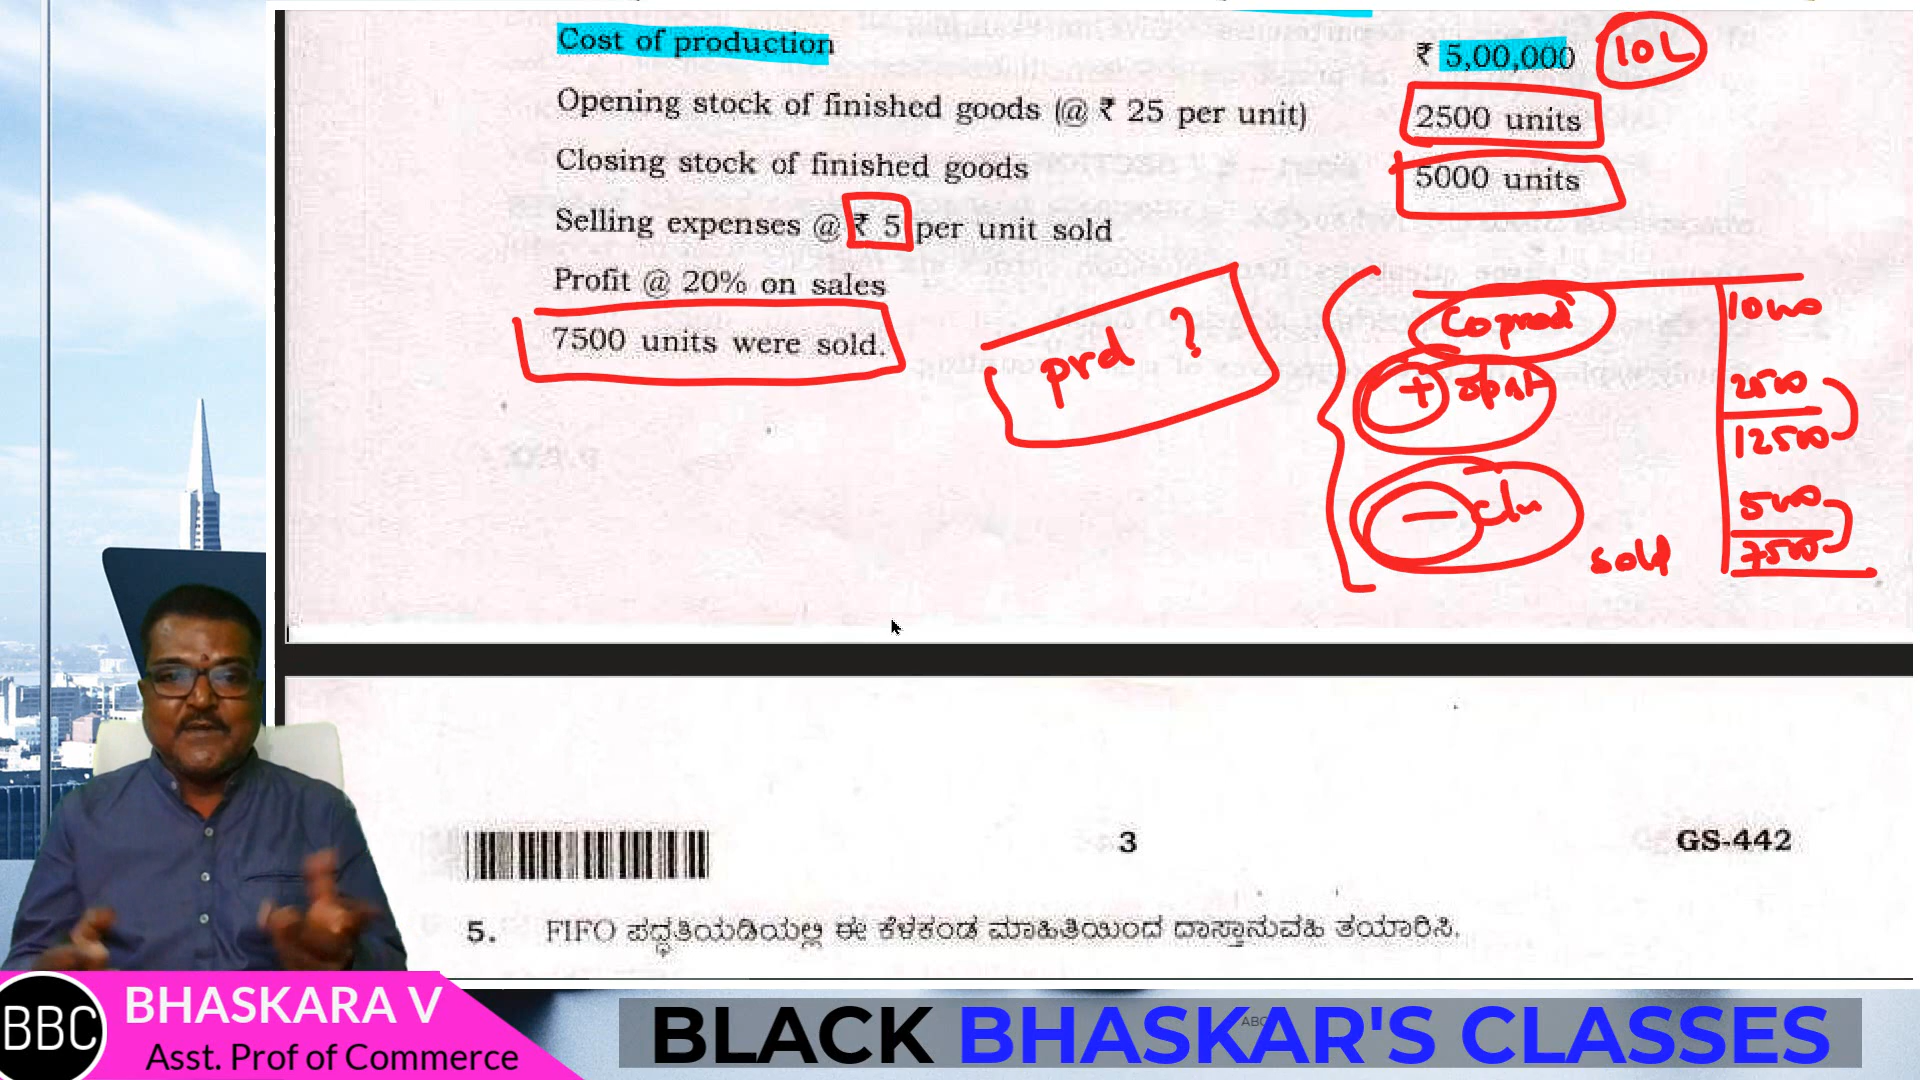 Cost of production ₹ 5,00,000 10L
Opening stock of finished goods (@ ₹ 25 per unit) 2500 units
Closing stock of finished goods 5000 units
Selling expenses @ ₹ 5 per unit sold
Profit @ 20% on sales
7500 units were sold.
prd ?
Co prod
+
2500
12500
- clo
sold 7500
3
GS-442
5. FIFO ಪದ್ಧತಿಯಡಿಯಲ್ಲಿ ಈ ಕೆಳಕಂಡ ಮಾಹಿತಿಯಿಂದ ದಾಸ್ತಾನುವಹಿ ತಯಾರಿಸಿ.
BBC
BHASKARA V
Asst. Prof of Commerce
BLACK BHASKAR'S CLASSES